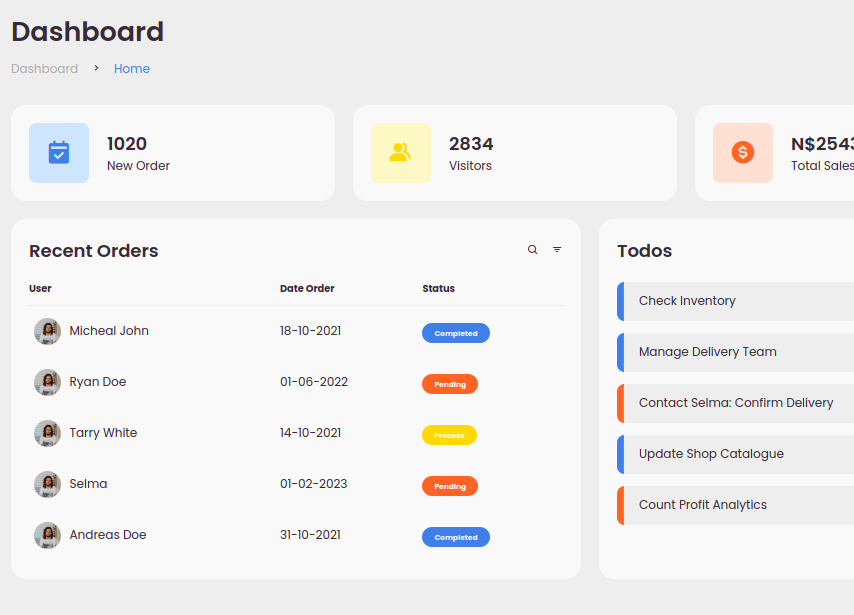 Dashboard
Dashboard > Home
1020
New Order
2834
Visitors
N$2543
Total Sales
Recent Orders
User Date Order Status
Micheal John 18-10-2021 Completed
Ryan Doe 01-06-2022 Pending
Tarry White 14-10-2021 Process
Selma 01-02-2023 Pending
Andreas Doe 31-10-2021 Completed
Todos
Check Inventory
Manage Delivery Team
Contact Selma: Confirm Delivery
Update Shop Catalogue
Count Profit Analytics